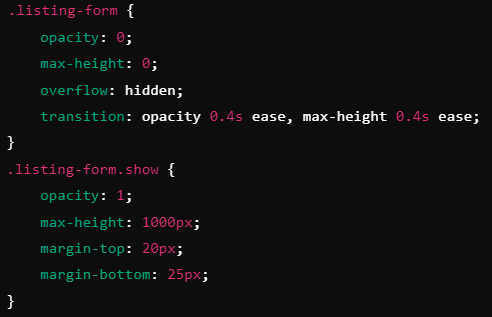 .listing-form {
    opacity: 0;
    max-height: 0;
    overflow: hidden;
    transition: opacity 0.4s ease, max-height 0.4s ease;
}
.listing-form.show {
    opacity: 1;
    max-height: 1000px;
    margin-top: 20px;
    margin-bottom: 25px;
}